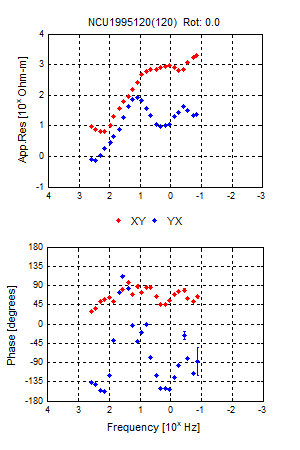 NCU1995120(120) Rot: 0.0
App.Res [10^x Ohm-m]
4
3
2
1
0
-1
4 3 2 1 0 -1 -2 -3
XY YX
Phase [degrees]
180
135
90
45
0
-45
-90
-135
-180
4 3 2 1 0 -1 -2 -3
Frequency [10^x Hz]